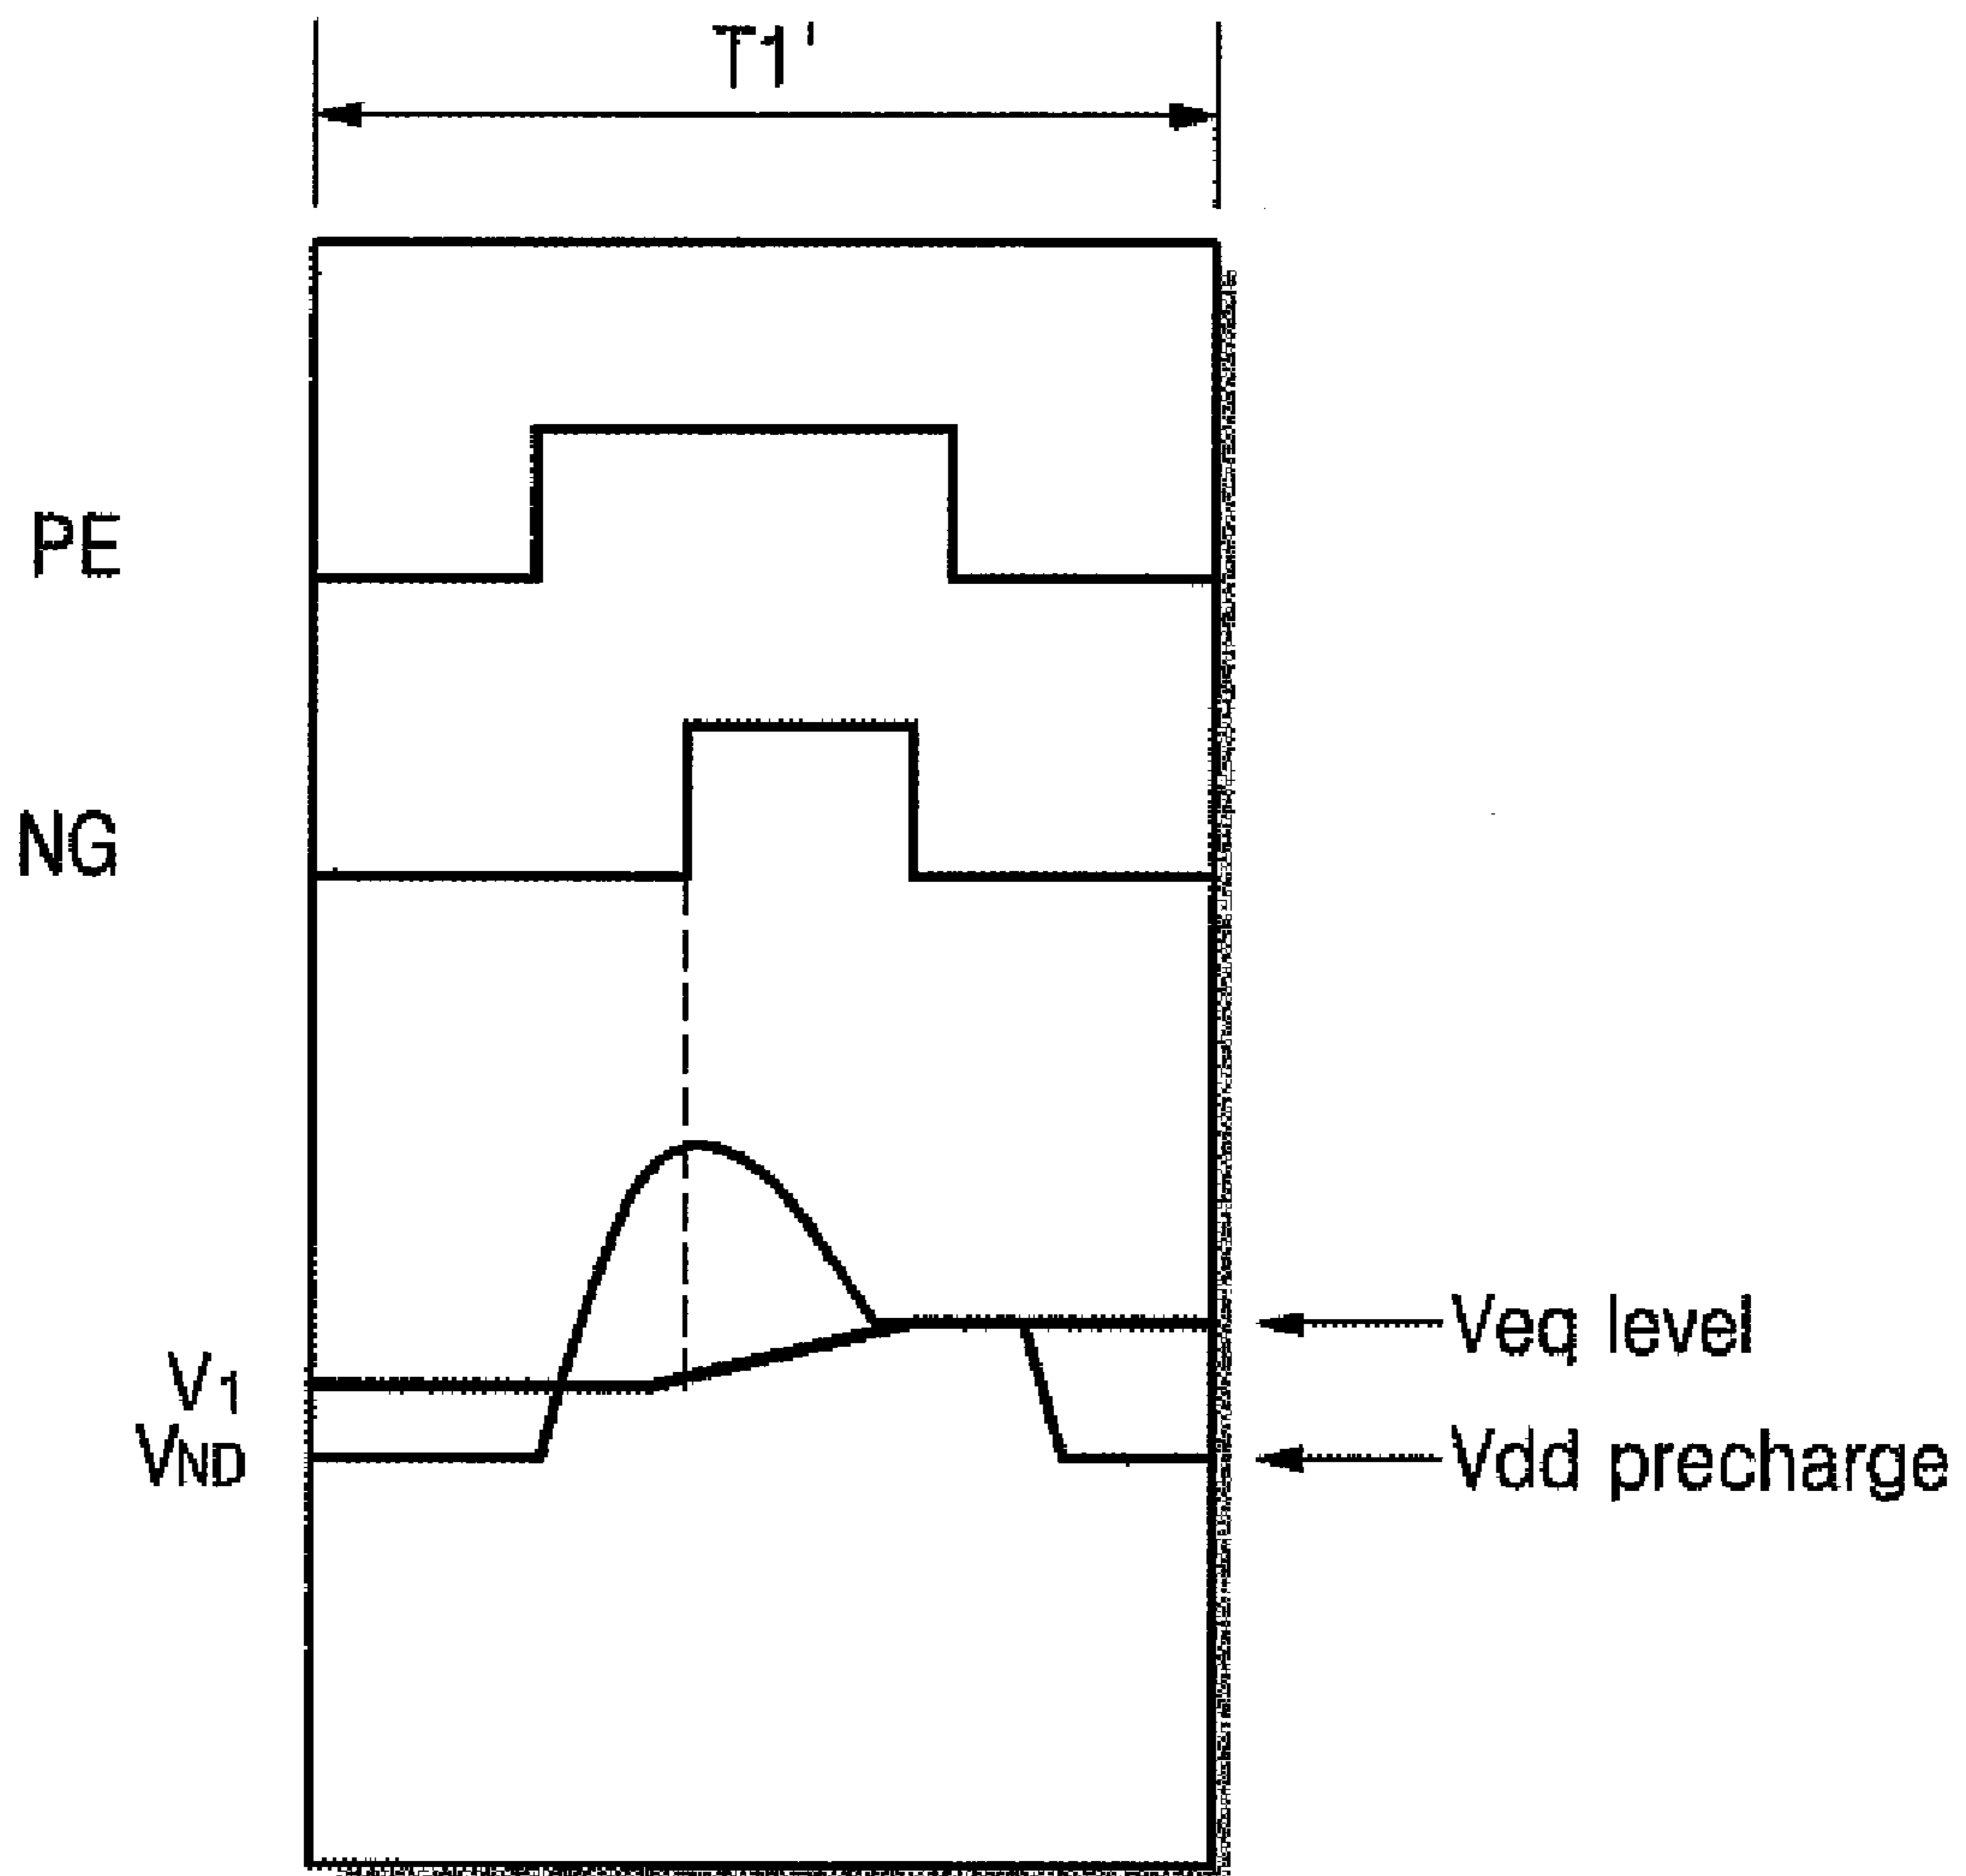 T1'
PE
NG
Veq level
V1
VND
Vdd precharge